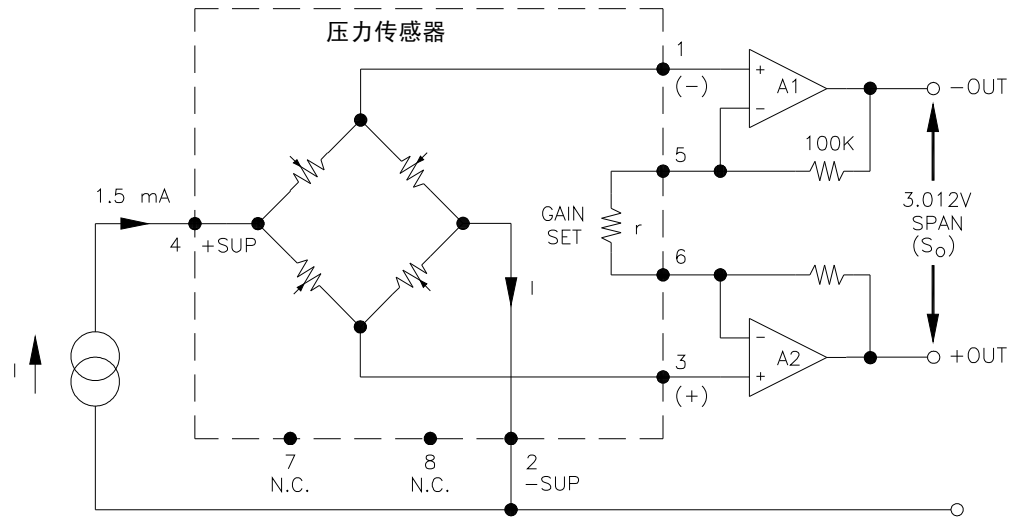 压力传感器
1
(-)
A1
+
-
-OUT
100K
5
1.5 mA
4
+SUP
GAIN
SET
r
3.012V
SPAN
(So)
6
I
I
-
+
A2
+OUT
3
(+)
7
N.C.
8
N.C.
2
-SUP